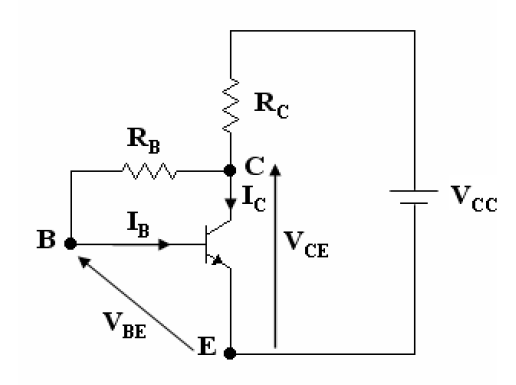 R_C
R_B
C
I_C
V_CC
B
I_B
V_CE
V_BE
E